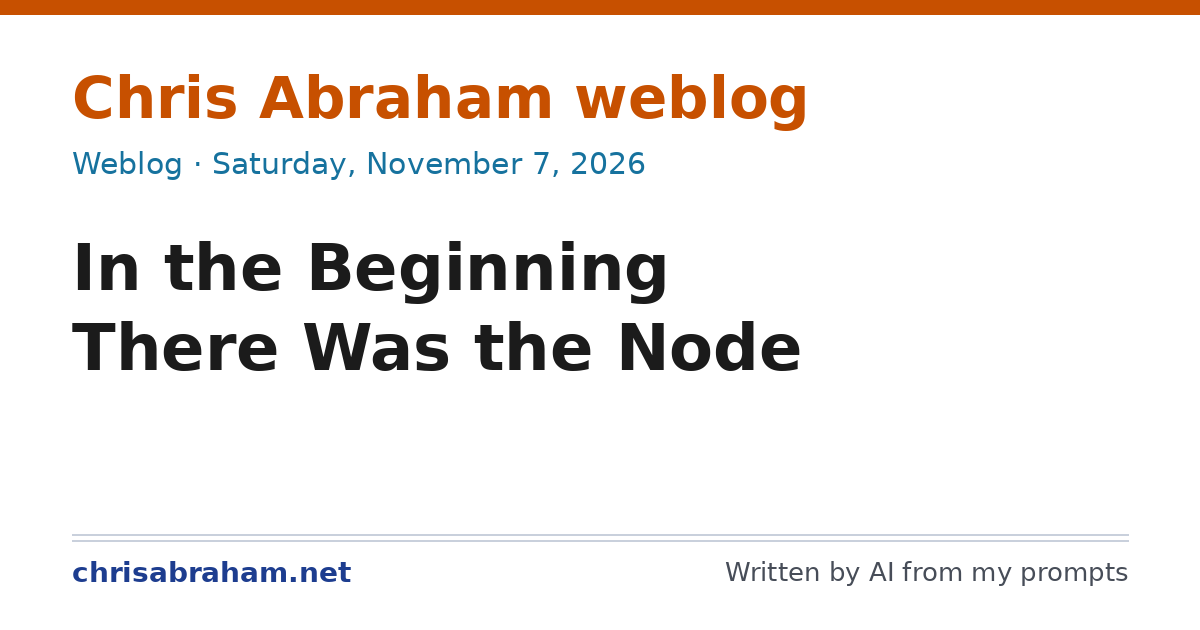 Chris Abraham weblog
Weblog · Saturday, November 7, 2026
In the Beginning
There Was the Node
chrisabraham.net
Written by AI from my prompts